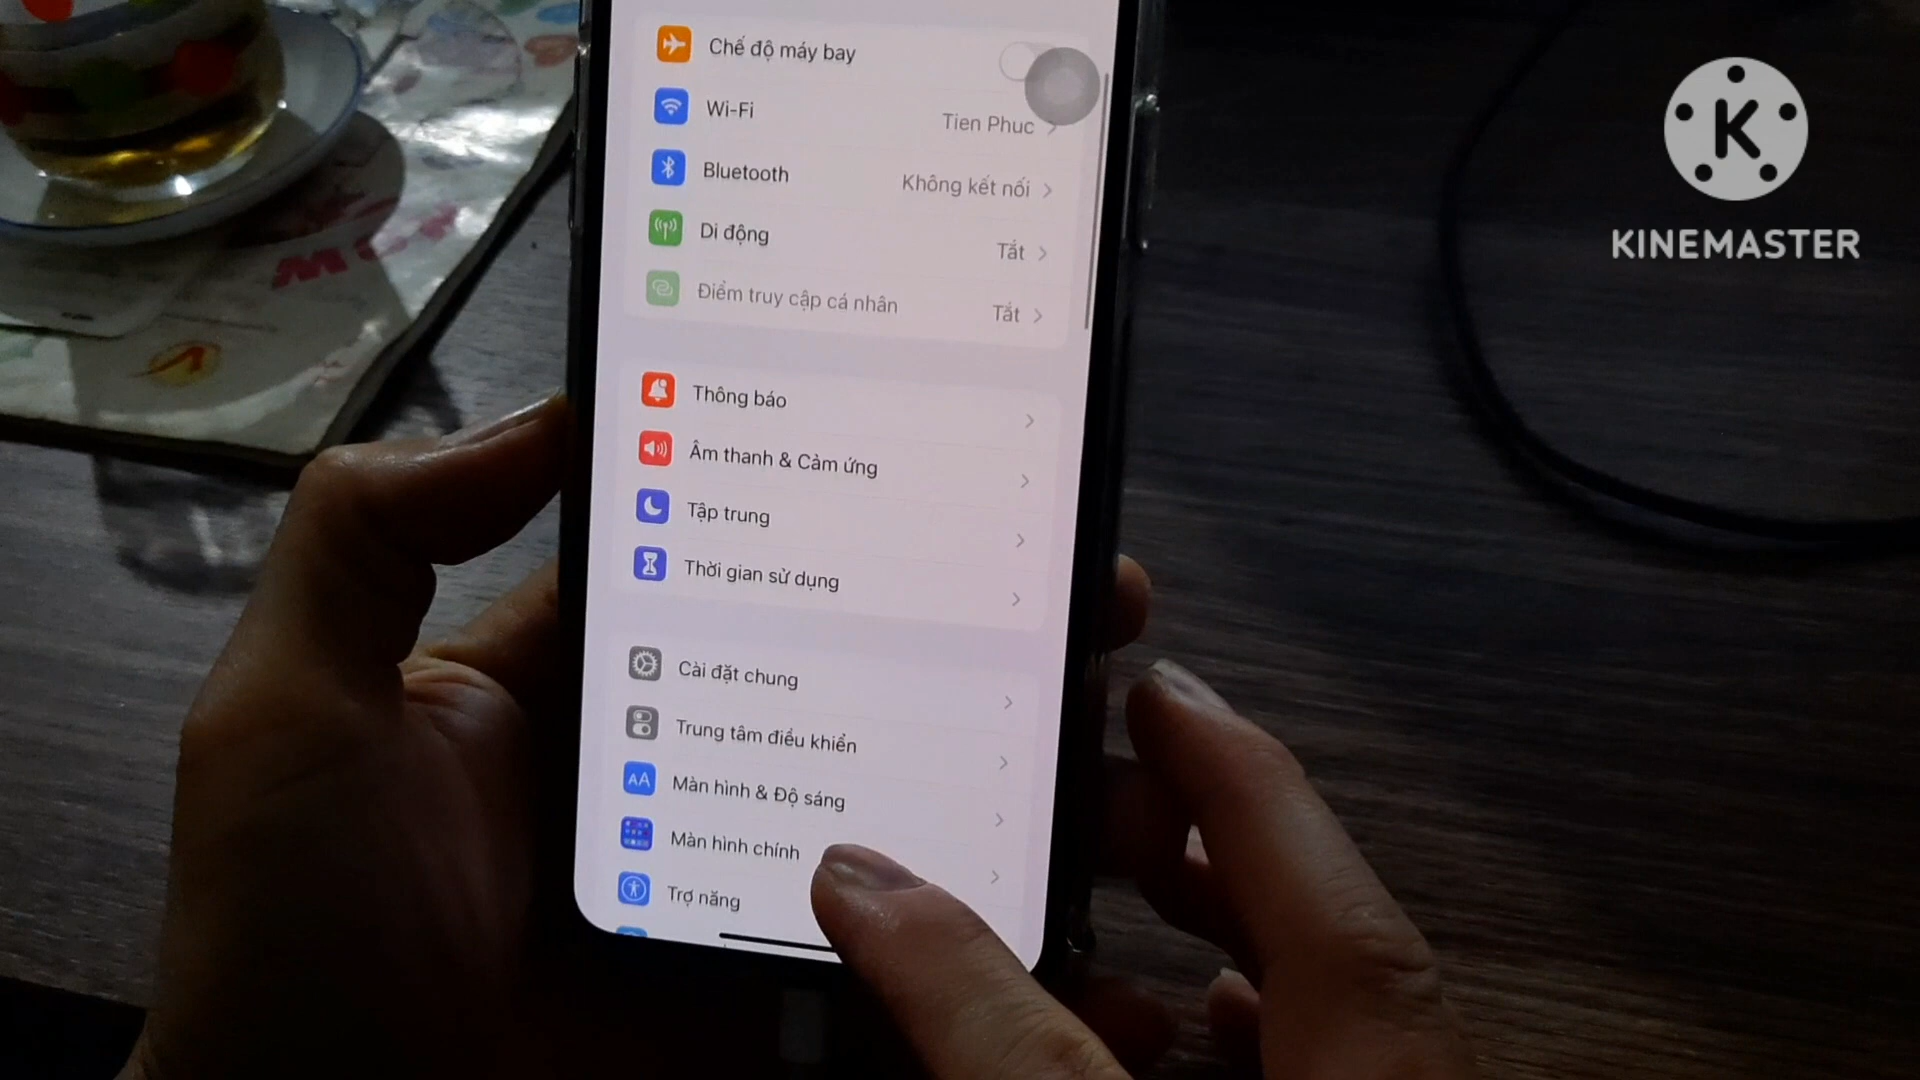 Chế độ máy bay
Wi-Fi
Tien Phuc
Bluetooth
Không kết nối
Di động
Tắt
Điểm truy cập cá nhân
Tắt
Thông báo
Âm thanh & Cảm ứng
Tập trung
Thời gian sử dụng
Cài đặt chung
Trung tâm điều khiển
AA
Màn hình & Độ sáng
Màn hình chính
Trợ năng
K
KINEMASTER